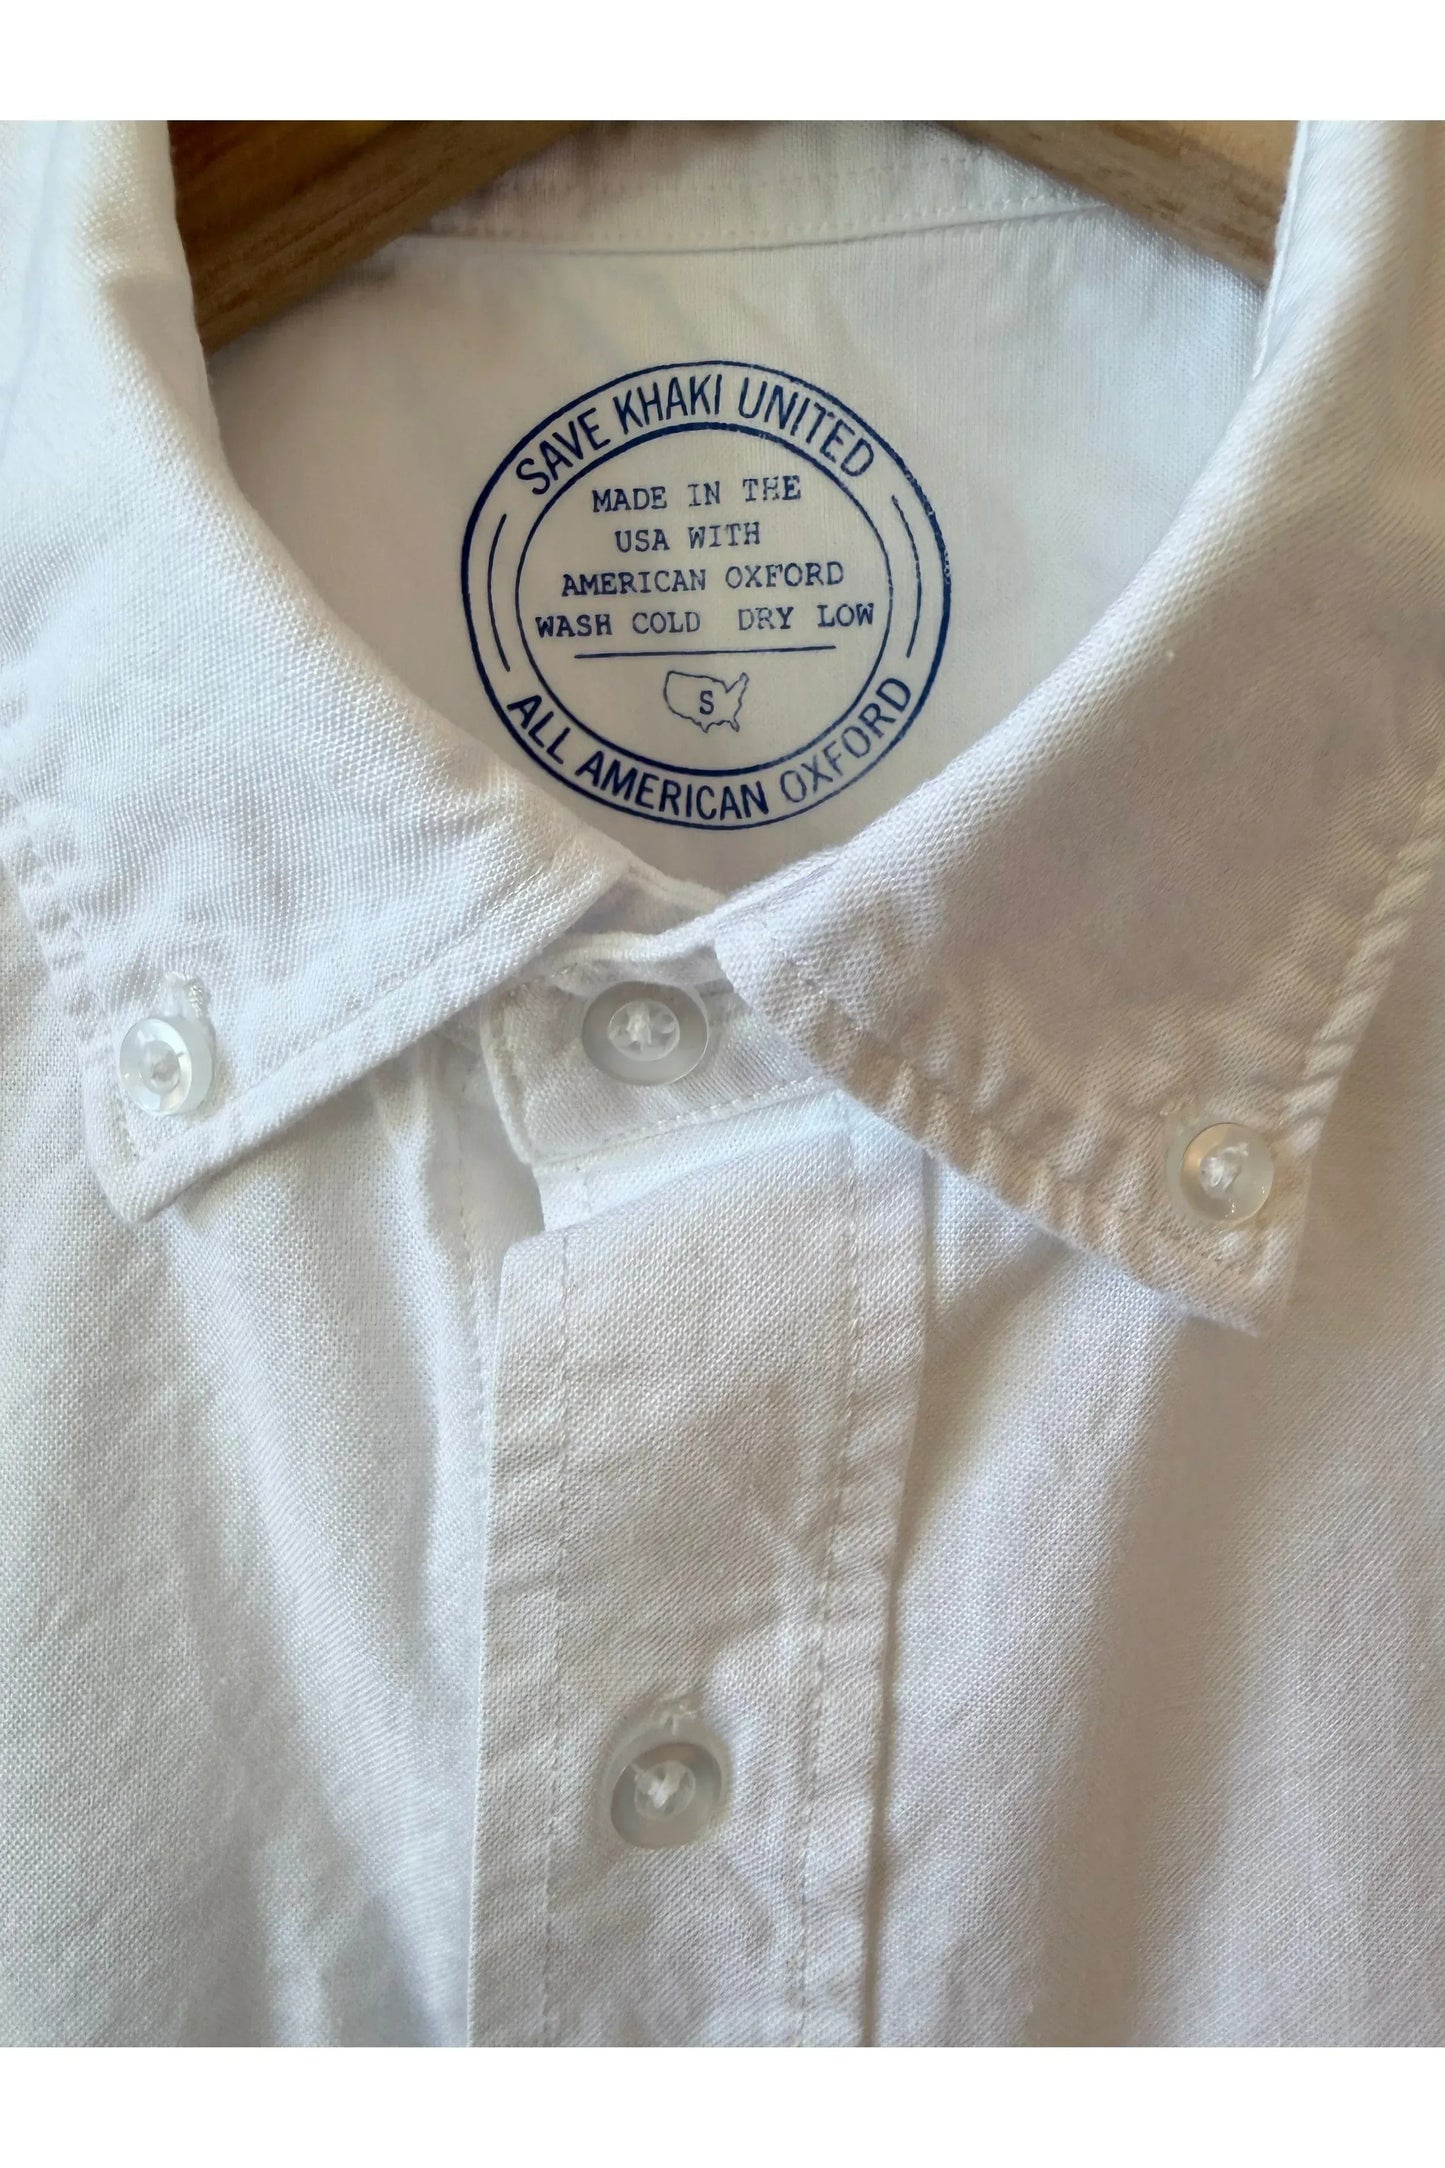 SAVE KHAKI UNITED
MADE IN THE
USA WITH
AMERICAN OXFORD
WASH COLD DRY LOW
S
ALL AMERICAN OXFORD